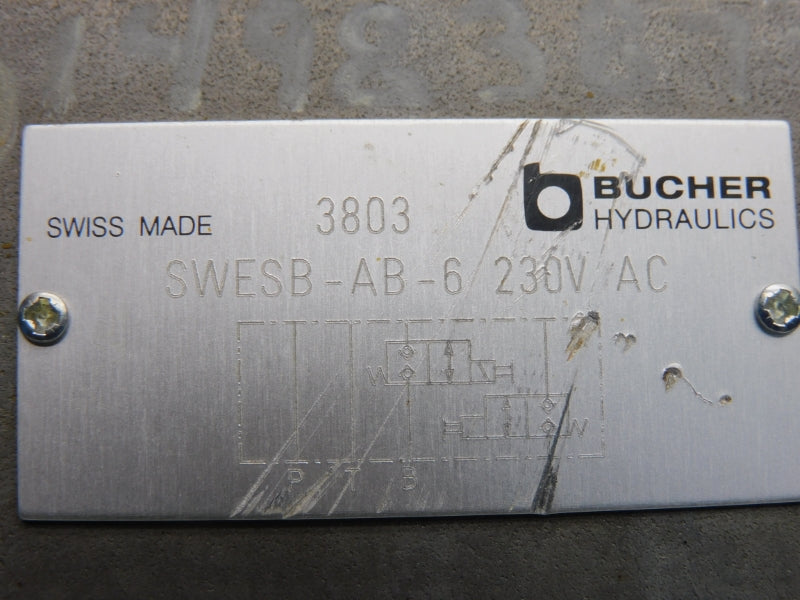 BUCHER
HYDRAULICS
SWISS MADE
3803
SWESB-AB-6 230V AC
W
W
P T B